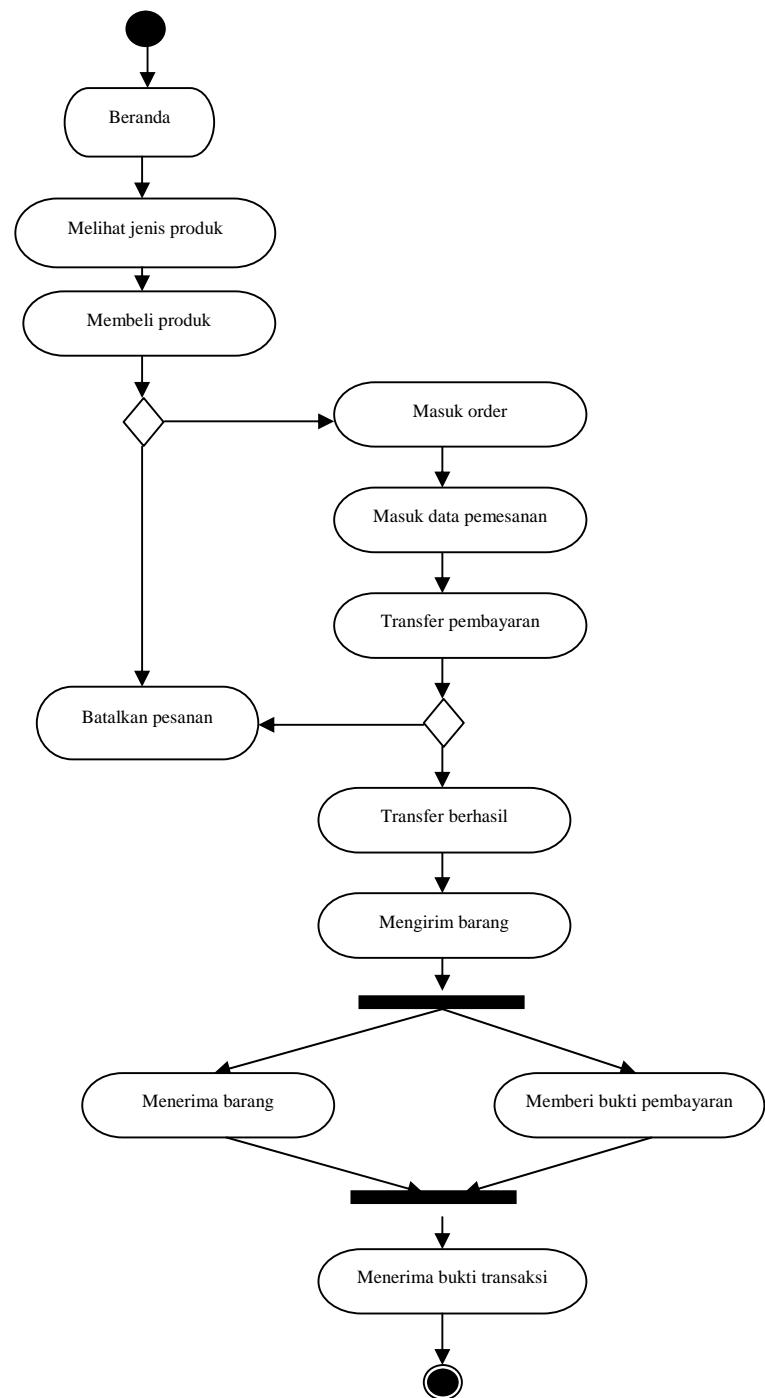 Beranda
Melihat jenis produk
Membeli produk
Masuk order
Masuk data pemesanan
Transfer pembayaran
Batalkan pesanan
Transfer berhasil
Mengirim barang
Menerima barang
Memberi bukti pembayaran
Menerima bukti transaksi